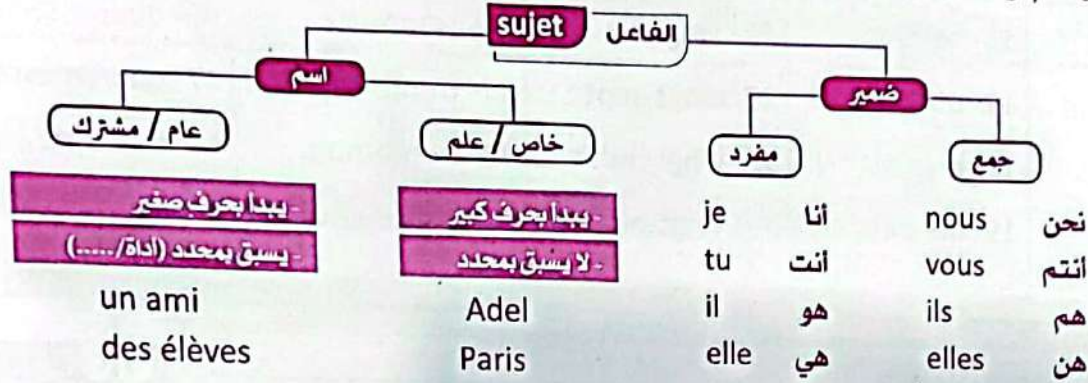 الفاعل sujet
ضمير
اسم
جمع
مفرد
خاص / علم
عام / مشترك
- يبدأ بحرف كبير
- يبدأ بحرف صغير
- لا يسبق بمحدد
- يسبق بمحدد (أداة/.....)
نحن nous
أنا je
أنتم vous
أنت tu
هم ils
هو il
هن elles
هي elle
Adel
Paris
un ami
des élèves